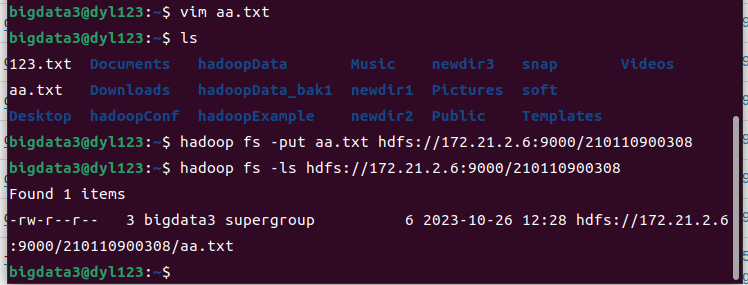 bigdata3@dyl123:~$ vim aa.txt
bigdata3@dyl123:~$ ls
123.txt  Documents   hadoopData       Music    newdir3   snap       Videos
aa.txt   Downloads   hadoopData_bak1  newdir1  Pictures  soft
Desktop  hadoopConf  hadoopExample    newdir2  Public    Templates
bigdata3@dyl123:~$ hadoop fs -put aa.txt hdfs://172.21.2.6:9000/210110900308
bigdata3@dyl123:~$ hadoop fs -ls hdfs://172.21.2.6:9000/210110900308
Found 1 items
-rw-r--r--   3 bigdata3 supergroup          6 2023-10-26 12:28 hdfs://172.21.2.6
:9000/210110900308/aa.txt
bigdata3@dyl123:~$